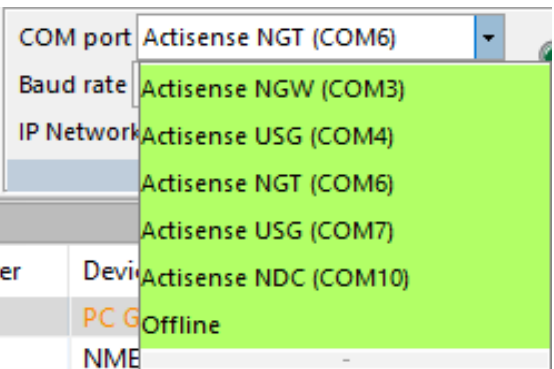 COM port Actisense NGT (COM6)
Baud rate
Actisense NGW (COM3)
IP Network
Actisense USG (COM4)
Actisense NGT (COM6)
Actisense USG (COM7)
Actisense NDC (COM10)
Offline
PC G